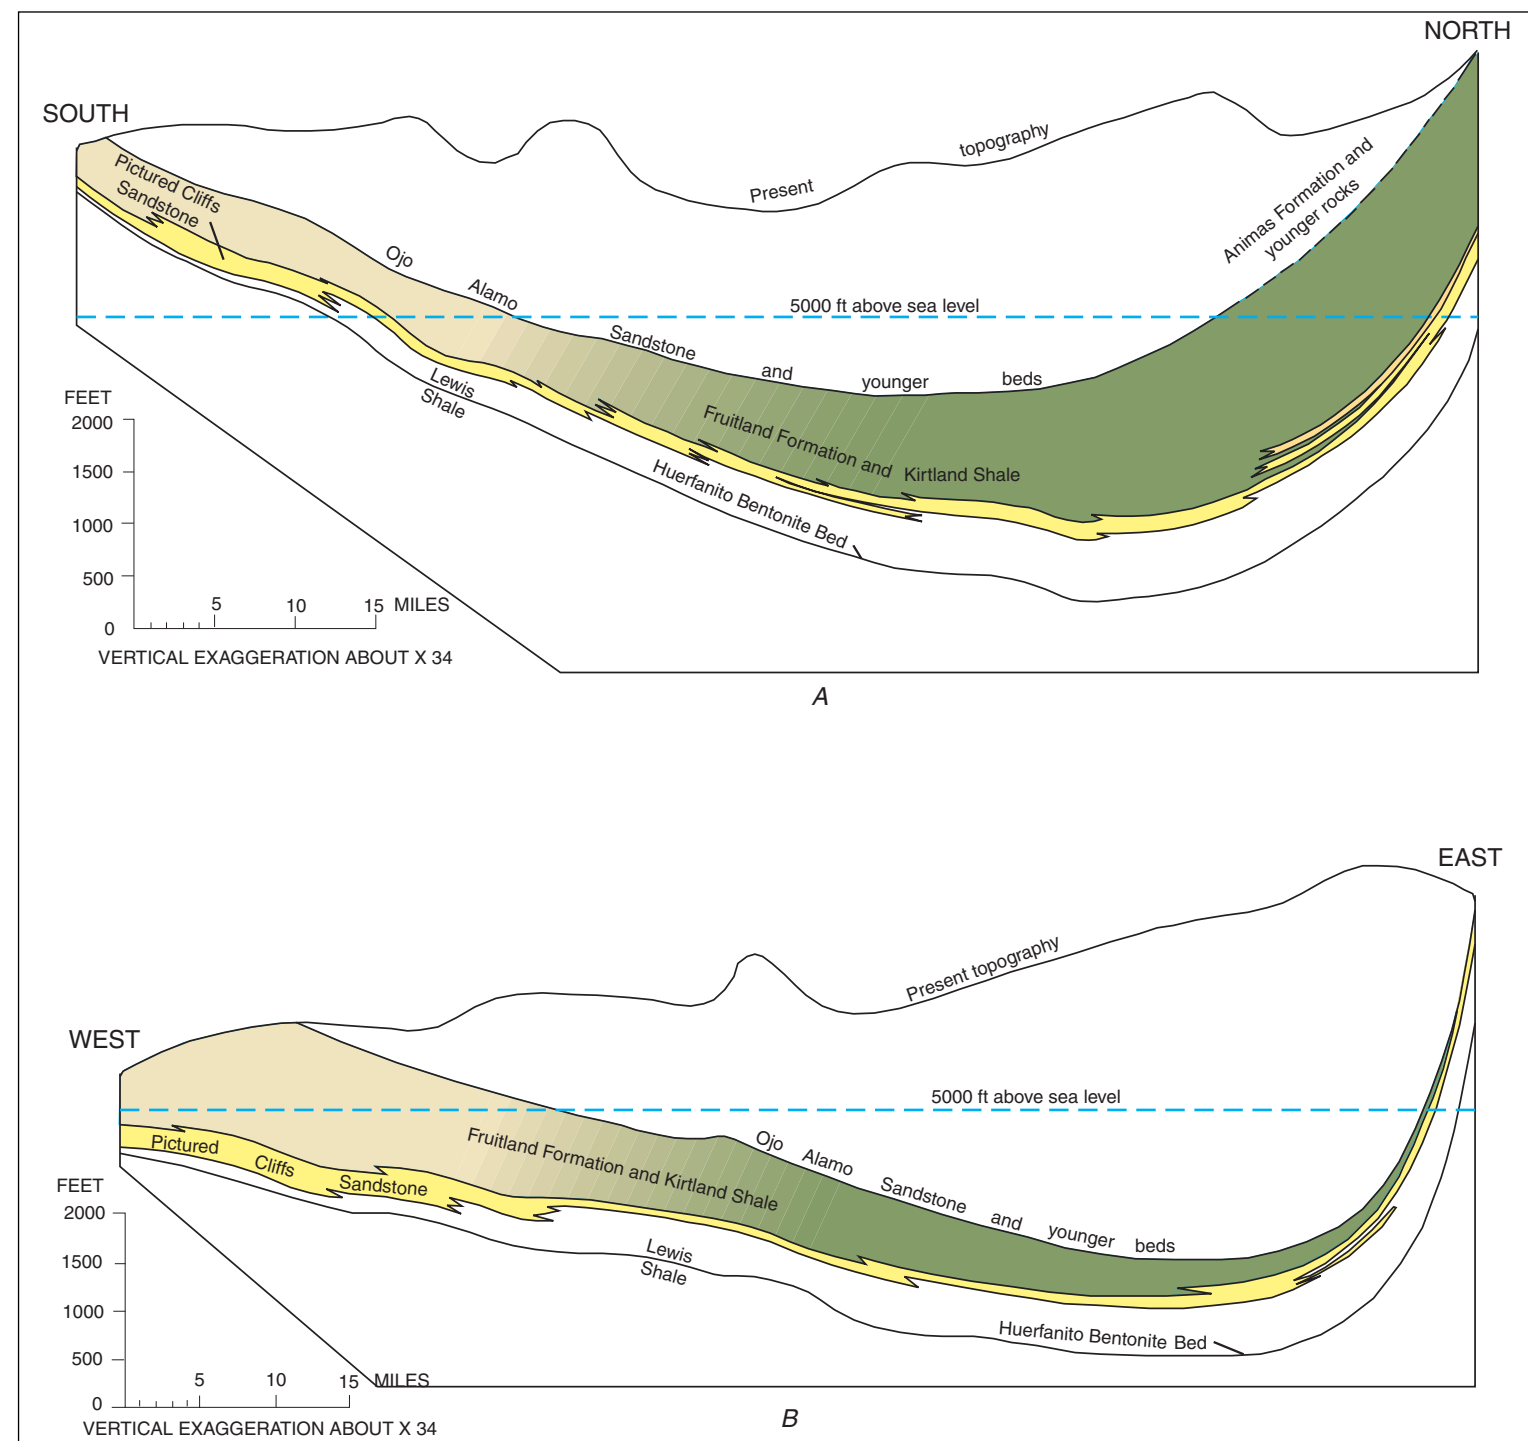 NORTH
SOUTH
Pictured Cliffs
Sandstone
Present topography
Animas Formation and
younger rocks
Ojo Alamo Sandstone and younger beds
5000 ft above sea level
Lewis
Shale
Fruitland Formation and Kirtland Shale
Huerfanito Bentonite Bed
FEET
2000
1500
1000
500
0
5 10 15 MILES
VERTICAL EXAGGERATION ABOUT X 34
A
EAST
WEST
Present topography
5000 ft above sea level
Pictured Cliffs Sandstone
Fruitland Formation and Kirtland Shale
Ojo Alamo Sandstone and younger beds
Lewis
Shale
Huerfanito Bentonite Bed
FEET
2000
1500
1000
500
0
5 10 15 MILES
VERTICAL EXAGGERATION ABOUT X 34
B